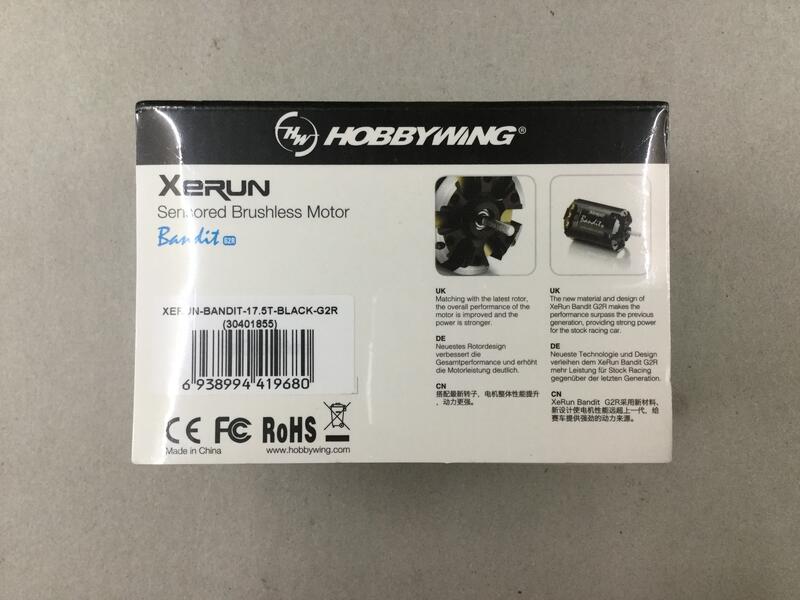 HW HOBBYWING®
XeRUN
Sensored Brushless Motor
Bandit G2R
XERUN-BANDIT-17.5T-BLACK-G2R
(30401855)
6 938994 419680
CE FC RoHS
Made in China
www.hobbywing.com
UK
Matching with the latest rotor,
the overall performance of the
motor is improved and the
power is stronger.
DE
Neuestes Rotordesign
verbessert die
Gesamtperformance und erhöht
die Motorleistung deutlich.
CN
搭配最新转子，电机整体性能提升
，动力更强。
Bandit
UK
The new material and design of
XeRun Bandit G2R makes the
performance surpass the previous
generation, providing strong power
for the stock racing car.
DE
Neueste Technologie und Design
verleihen dem XeRun Bandit G2R
mehr Leistung für Stock Racing
gegenüber der letzten Generation.
CN
XeRun Bandit G2R采用新材料、
新设计使电机性能远超上一代，给
赛车提供强劲的动力来源。